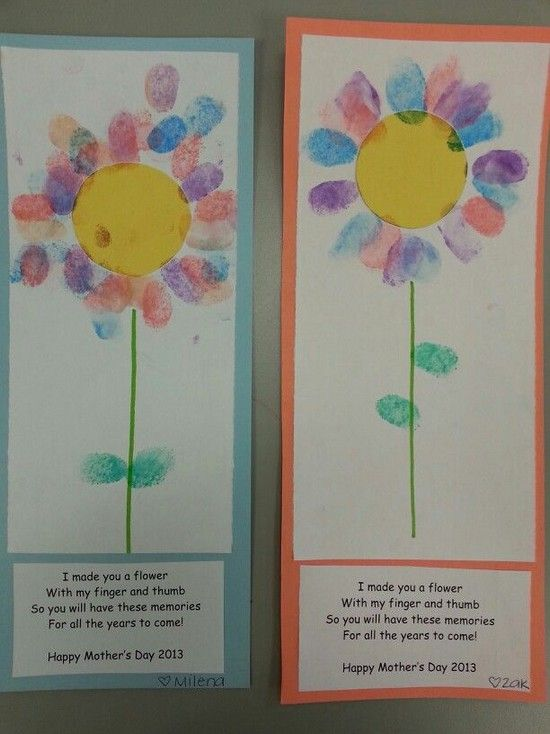 I made you a flower
With my finger and thumb
So you will have these memories
For all the years to come!
Happy Mother's Day 2013
♡Milena
I made you a flower
With my finger and thumb
So you will have these memories
For all the years to come!
Happy Mother's Day 2013
♡Zak